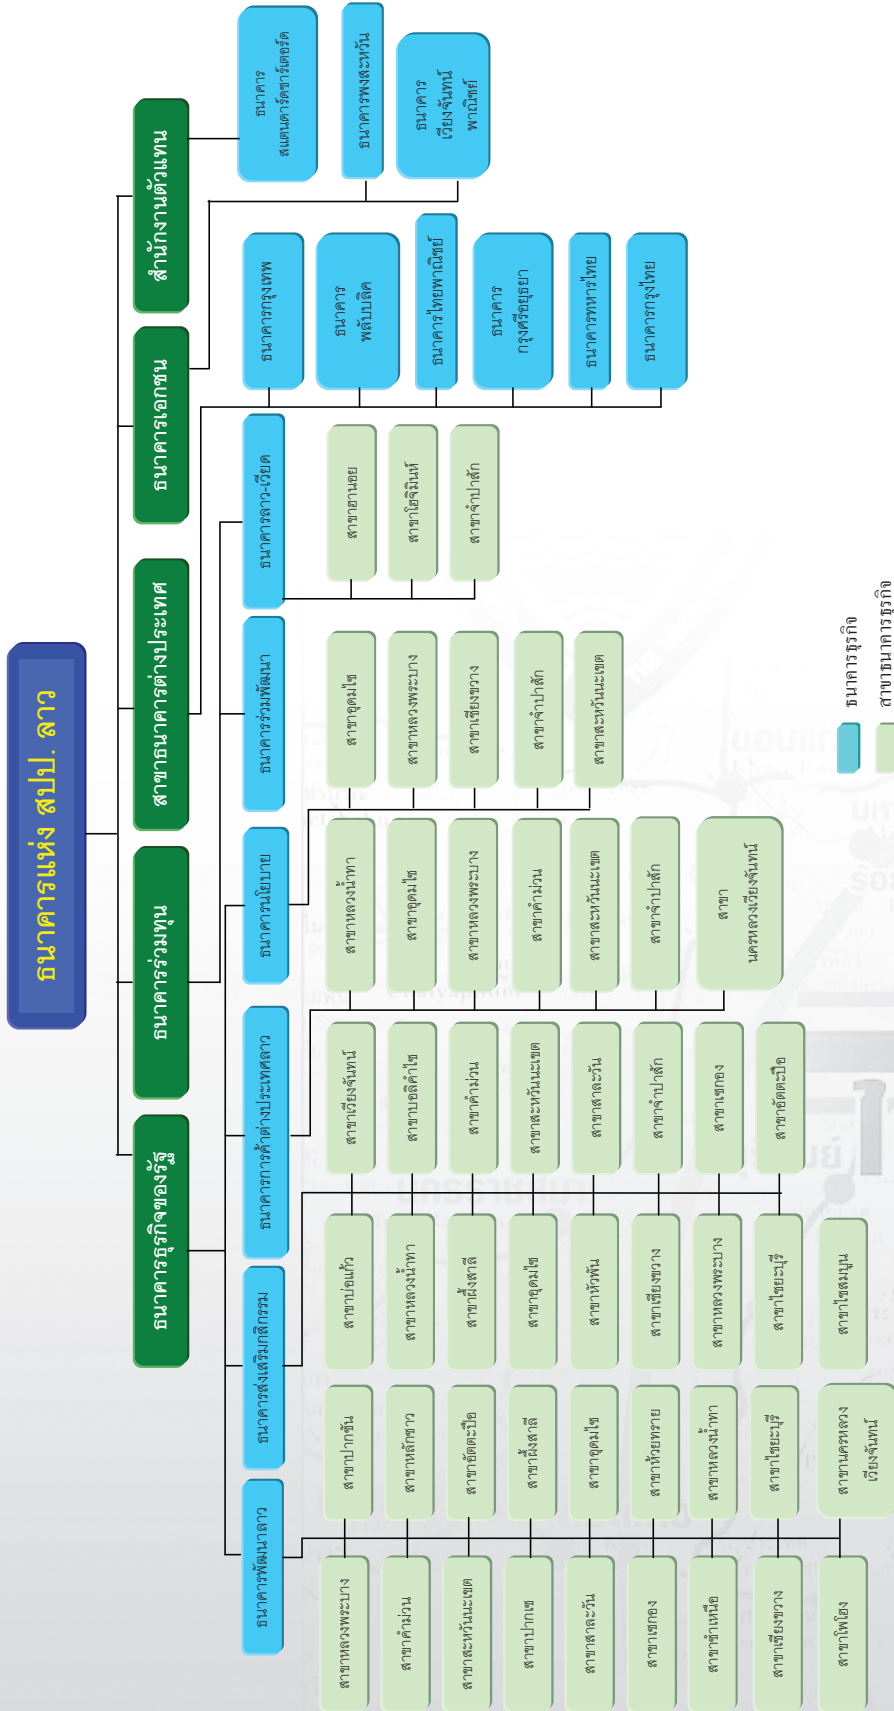 ธนาคารแห่ง สปป. ลาว
ธนาคารธุรกิจของรัฐ
ธนาคารร่วมทุน
สาขาธนาคารต่างประเทศ
ธนาคารเอกชน
สำนักงานตัวแทน
ธนาคารพัฒนาลาว
ธนาคารส่งเสริมกสิกรรม
ธนาคารการค้าต่างประเทศลาว
ธนาคารนโยบาย
ธนาคารร่วมพัฒนา
ธนาคารลาว-เวียด
ธนาคารกรุงเทพ
ธนาคาร
พลับบลิค
ธนาคารไทยพาณิชย์
ธนาคาร
กรุงศรีอยุธยา
ธนาคารทหารไทย
ธนาคารกรุงไทย
ธนาคาร
สแตนดาร์ดชาร์เตอร์ด
ธนาคารพงสะหวัน
ธนาคาร
เวียงจันทน์
พาณิชย์
สาขาหลวงพระบาง
สาขาคำม่วน
สาขาสะหวันนะเขต
สาขาปากเซ
สาขาสาละวัน
สาขาเซกอง
สาขาซำเหนือ
สาขาเชียงขวาง
สาขาโพโฮง
สาขาปากซัน
สาขาหลักซาว
สาขาอัตตะปือ
สาขาผิ้งสาลี
สาขาอุดมไซ
สาขาห้วยทราย
สาขาหลวงน้ำทา
สาขาไชยะบุรี
สาขานครหลวง
เวียงจันทน์
สาขาบ่อแก้ว
สาขาหลวงน้ำทา
สาขาผิ้งสาลี
สาขาอุดมไซ
สาขาหัวพัน
สาขาเชียงขวาง
สาขาหลวงพระบาง
สาขาไชยะบุรี
สาขาไชสมบูน
สาขาเวียงจันทน์
สาขาบอลิคำไซ
สาขาคำม่วน
สาขาสะหวันนะเขต
สาขาสาละวัน
สาขาจำปาสัก
สาขาเซกอง
สาขาอัตตะปือ
สาขาหลวงน้ำทา
สาขาอุดมไซ
สาขาหลวงพระบาง
สาขาคำม่วน
สาขาสะหวันนะเขต
สาขาจำปาสัก
สาขา
นครหลวงเวียงจันทน์
สาขาอุดมไซ
สาขาหลวงพระบาง
สาขาเชียงขวาง
สาขาจำปาสัก
สาขาสะหวันนะเขต
สาขาฮานอย
สาขาโฮจิมินห์
สาขาจำปาสัก
ธนาคารธุรกิจ
สาขาธนาคารธุรกิจ